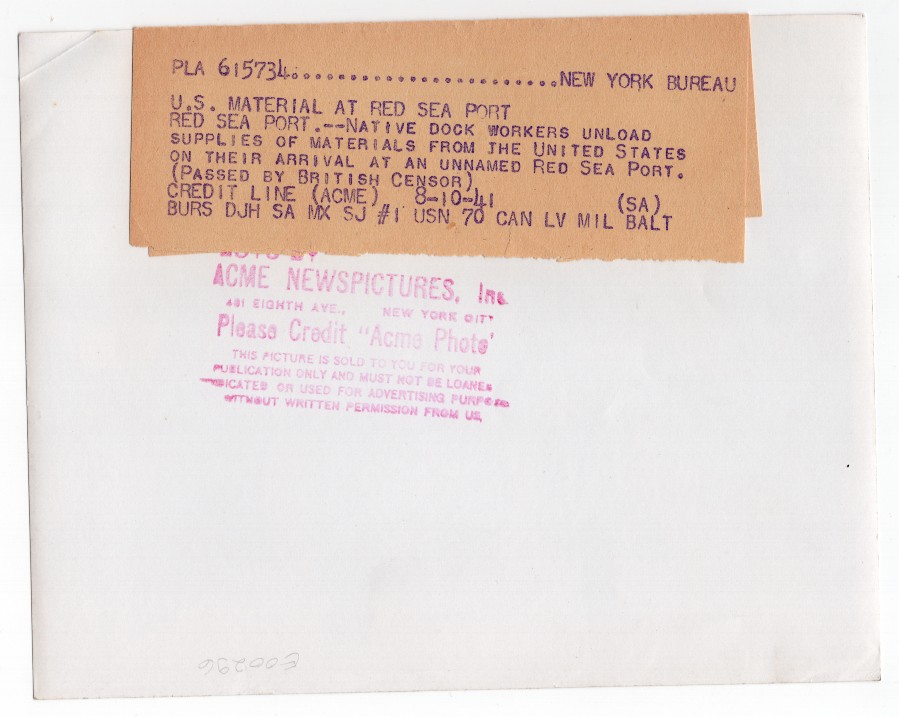 PLA 615734............................NEW YORK BUREAU
U.S. MATERIAL AT RED SEA PORT
RED SEA PORT.--NATIVE DOCK WORKERS UNLOAD
SUPPLIES OF MATERIALS FROM THE UNITED STATES
ON THEIR ARRIVAL AT AN UNNAMED RED SEA PORT.
(PASSED BY BRITISH CENSOR)
CREDIT LINE (ACME) 8-10-41 (SA)
BURS DJH SA MX SJ #1 USN 70 CAN LV MIL BALT
BY
ACME NEWSPICTURES, Inc.
461 EIGHTH AVE., NEW YORK CITY
Please Credit "Acme Photo"
THIS PICTURE IS SOLD TO YOU FOR YOUR
PUBLICATION ONLY AND MUST NOT BE LOANED
SYNDICATED OR USED FOR ADVERTISING PURPOSE
WITHOUT WRITTEN PERMISSION FROM US.
E00296